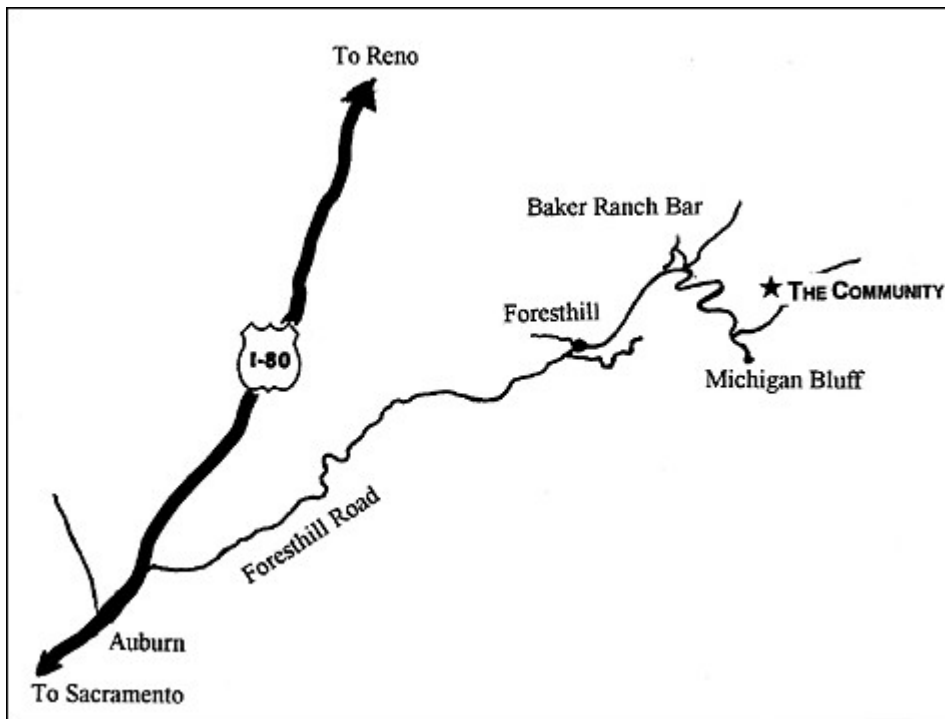 To Reno
Baker Ranch Bar
THE COMMUNITY
Foresthill
I-80
Michigan Bluff
Foresthill Road
Auburn
To Sacramento